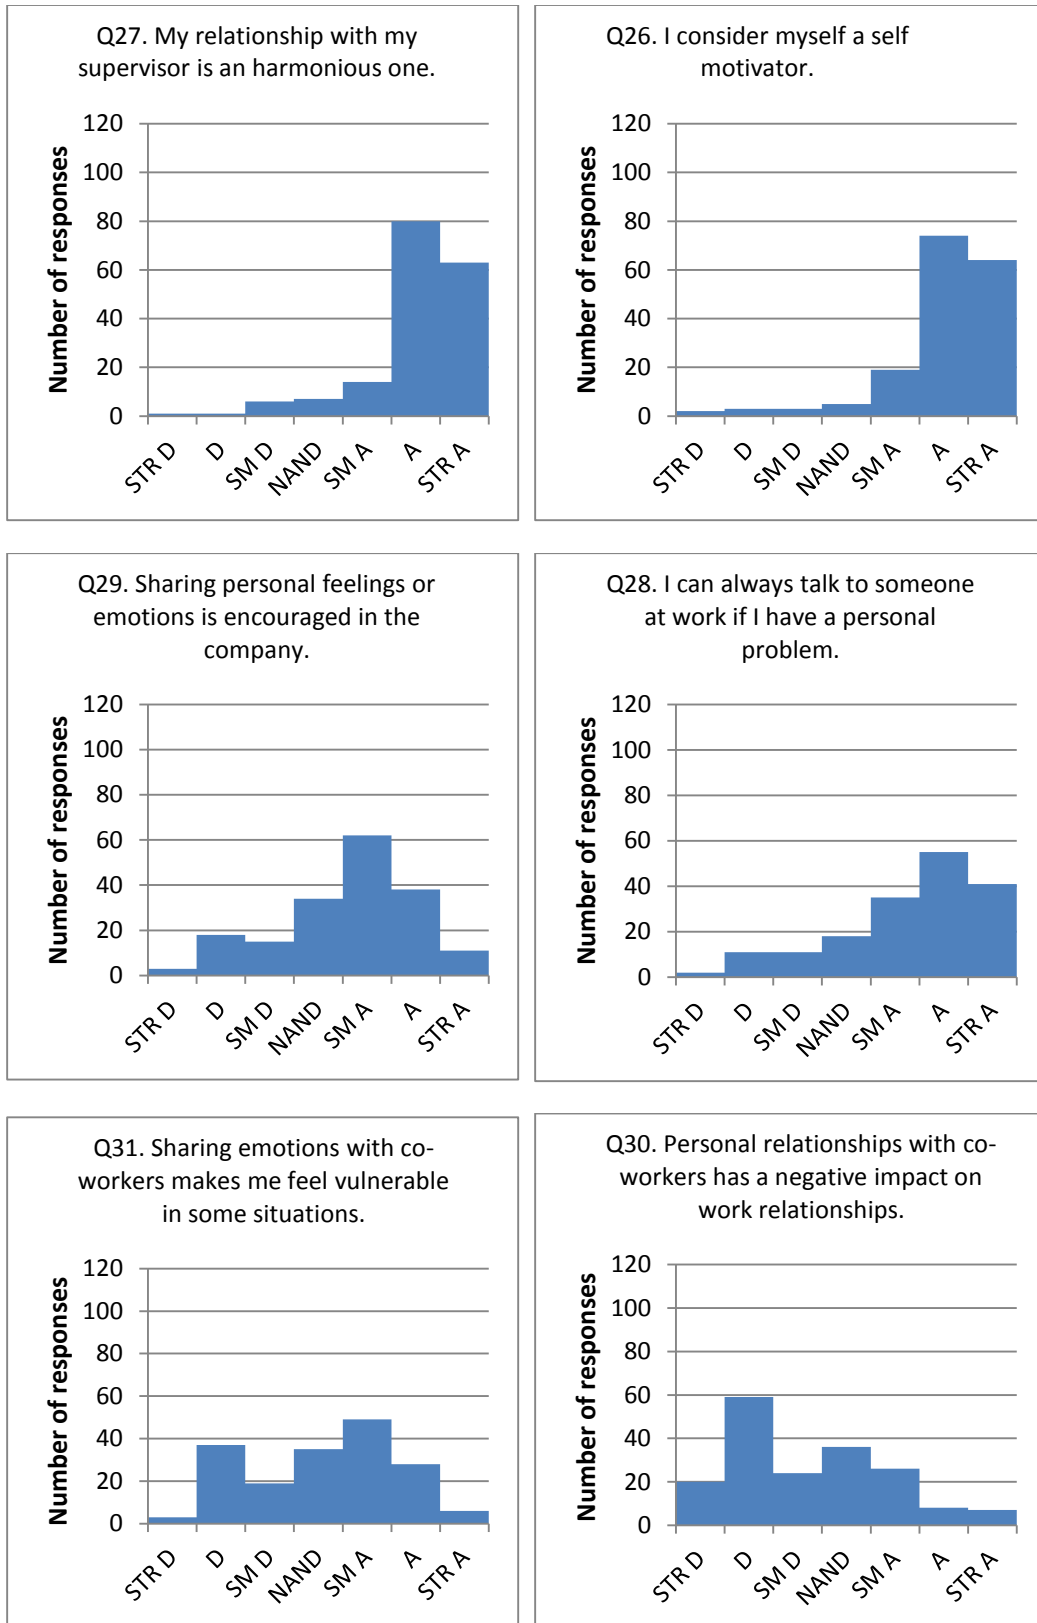 Q27. My relationship with my
supervisor is an harmonious one.
Number of responses
120
100
80
60
40
20
0
STR D
D
SM D
NAND
SM A
A
STR A
Q26. I consider myself a self
motivator.
Number of responses
120
100
80
60
40
20
0
STR D
D
SM D
NAND
SM A
A
STR A
Q29. Sharing personal feelings or
emotions is encouraged in the
company.
Number of responses
120
100
80
60
40
20
0
STR D
D
SM D
NAND
SM A
A
STR A
Q28. I can always talk to someone
at work if I have a personal
problem.
Number of responses
120
100
80
60
40
20
0
STR D
D
SM D
NAND
SM A
A
STR A
Q31. Sharing emotions with co-
workers makes me feel vulnerable
in some situations.
Number of responses
120
100
80
60
40
20
0
STR D
D
SM D
NAND
SM A
A
STR A
Q30. Personal relationships with co-
workers has a negative impact on
work relationships.
Number of responses
120
100
80
60
40
20
0
STR D
D
SM D
NAND
SM A
A
STR A